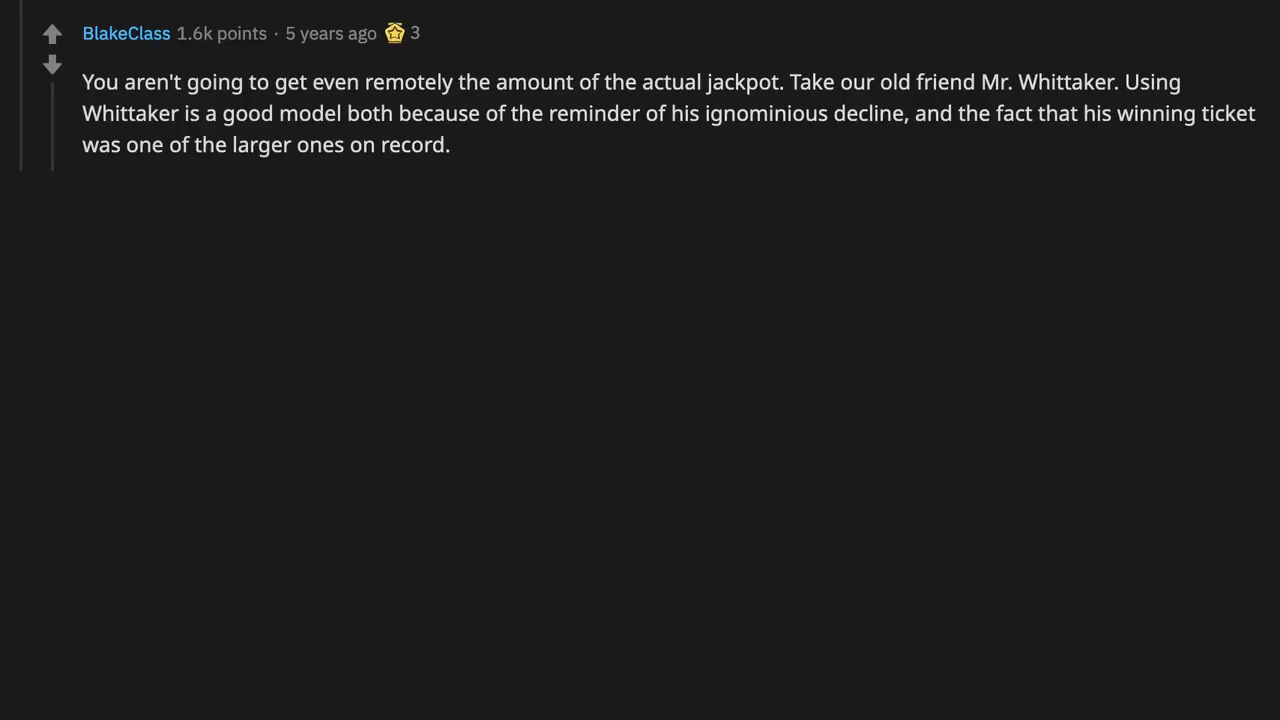 BlakeClass 1.6k points · 5 years ago 3
You aren't going to get even remotely the amount of the actual jackpot. Take our old friend Mr. Whittaker. Using
Whittaker is a good model both because of the reminder of his ignominious decline, and the fact that his winning ticket
was one of the larger ones on record.